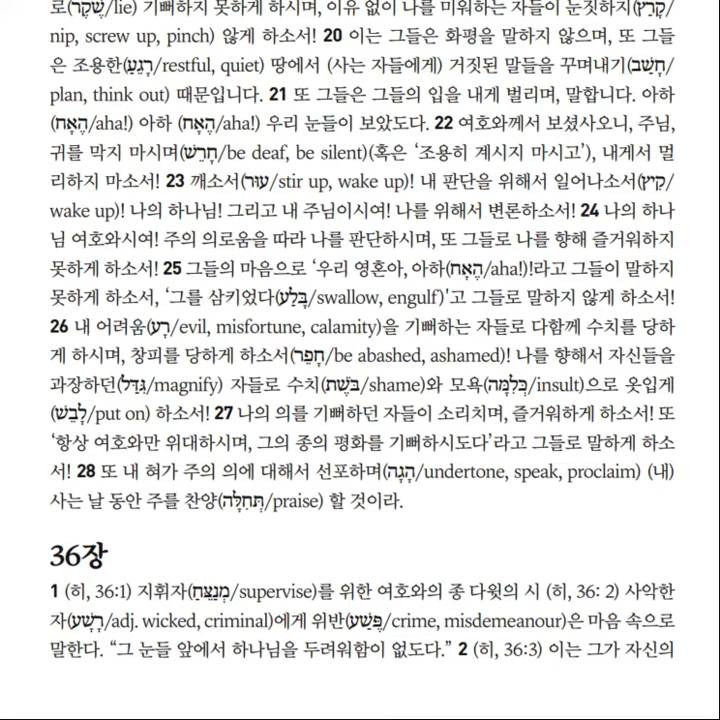 로(שֶׁקֶר/lie) 기뻐하지 못하게 하시며, 이유 없이 나를 미워하는 자들이 눈짓하지(קָרַץ/
nip, screw up, pinch) 않게 하소서! 20 이는 그들은 화평을 말하지 않으며, 또 그들
은 조용한(רָגֵעַ/restful, quiet) 땅에서 (사는 자들에게) 거짓된 말들을 꾸며내기(חָשַׁב/
plan, think out) 때문입니다. 21 또 그들은 그들의 입을 내게 벌리며, 말합니다. 아하
(הֶאָח/aha!) 아하 (הֶאָח/aha!) 우리 눈들이 보았도다. 22 여호와께서 보셨사오니, 주님,
귀를 막지 마시며(חָרֵשׁ/be deaf, be silent)(혹은 ‘조용히 계시지 마시고’), 내게서 멀
리하지 마소서! 23 깨소서(עוּר/stir up, wake up)! 내 판단을 위해서 일어나소서(קִיץ/
wake up)! 나의 하나님! 그리고 내 주님이시여! 나를 위해서 변론하소서! 24 나의 하나
님 여호와시여! 주의 의로움을 따라 나를 판단하시며, 또 그들로 나를 향해 즐거워하지
못하게 하소서! 25 그들의 마음으로 ‘우리 영혼아, 아하(הֶאָח/aha!)!라고 그들이 말하지
못하게 하소서, ‘그를 삼키었다(בָּלַע/swallow, engulf)'고 그들로 말하지 않게 하소서!
26 내 어려움(רָע/evil, misfortune, calamity)을 기뻐하는 자들로 다함께 수치를 당하
게 하시며, 창피를 당하게 하소서(חָפֵר/be abashed, ashamed)! 나를 향해서 자신들을
과장하던(גִּדַּל/magnify) 자들로 수치(בֹּשֶׁת/shame)와 모욕(כְּלִמָּה/insult)으로 옷입게
(לָבֵשׁ/put on) 하소서! 27 나의 의를 기뻐하던 자들이 소리치며, 즐거워하게 하소서! 또
‘항상 여호와만 위대하시며, 그의 종의 평화를 기뻐하시도다’라고 그들로 말하게 하소
서! 28 또 내 혀가 주의 의에 대해서 선포하며(הָגָה/undertone, speak, proclaim) (내)
사는 날 동안 주를 찬양(תְּחִלָּה/praise) 할 것이라.
36장
1 (히, 36:1) 지휘자(מְנַצֵּחַ/supervise)를 위한 여호와의 종 다윗의 시 (히, 36: 2) 사악한
자(רָשָׁע/adj. wicked, criminal)에게 위반(פֶּשַׁע/crime, misdemeanour)은 마음 속으로
말한다. “그 눈들 앞에서 하나님을 두려워함이 없도다.” 2 (히, 36:3) 이는 그가 자신의